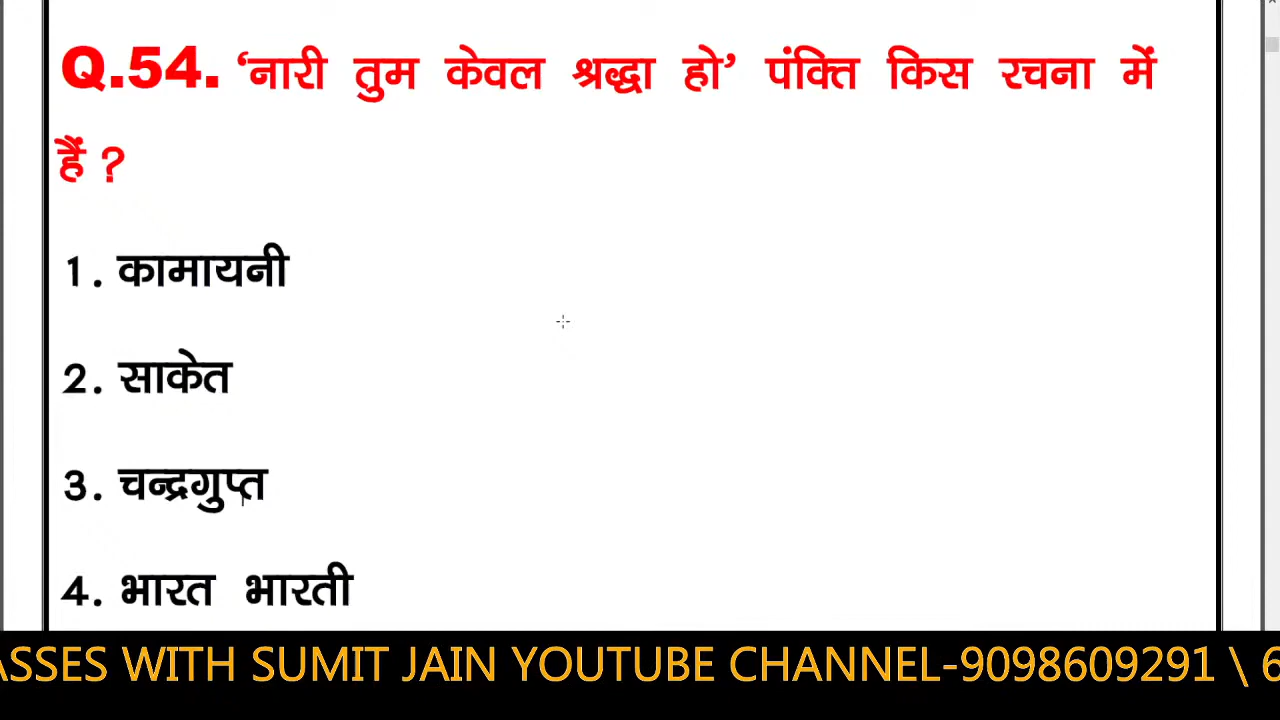 Q.54. ‘नारी तुम केवल श्रद्धा हो’ पंक्ति किस रचना में
हैं ?
1. कामायनी
2. साकेत
3. चन्द्रगुप्त
4. भारत भारती
ASSES WITH SUMIT JAIN YOUTUBE CHANNEL-9098609291 \ 6